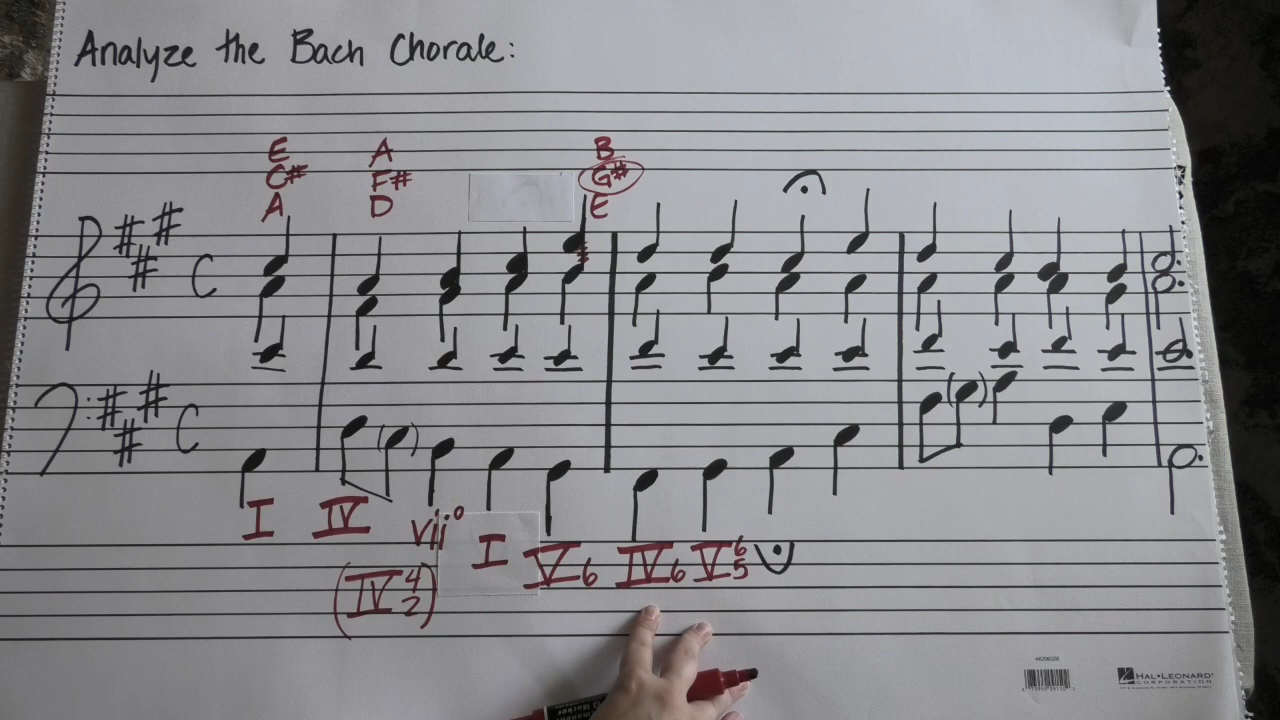 Analyze the Bach Chorale:
E A B
C# F# G#
A D E
C
C
I IV vii° I V6 IV6 V6/5
(IV4/2)
HAL•LEONARD
CORPORATION